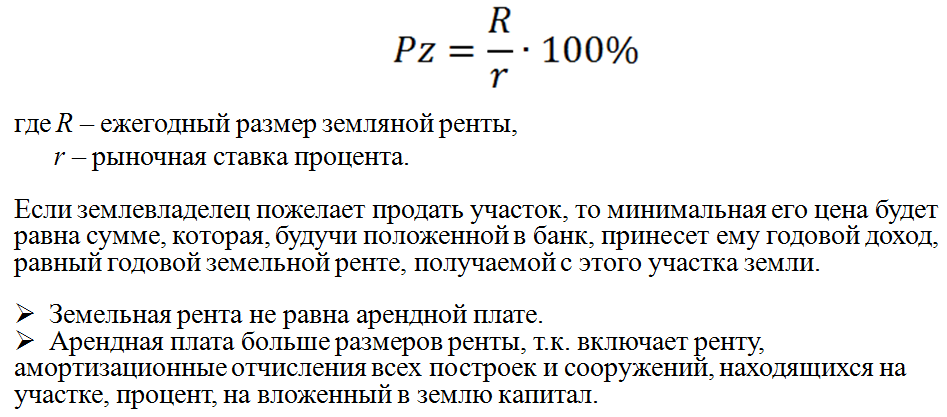 Pz = R/r · 100%
где R – ежегодный размер земляной ренты,
r – рыночная ставка процента.
Если землевладелец пожелает продать участок, то минимальная его цена будет
равна сумме, которая, будучи положенной в банк, принесет ему годовой доход,
равный годовой земельной ренте, получаемой с этого участка земли.
➢ Земельная рента не равна арендной плате.
➢ Арендная плата больше размеров ренты, т.к. включает ренту,
амортизационные отчисления всех построек и сооружений, находящихся на
участке, процент, на вложенный в землю капитал.